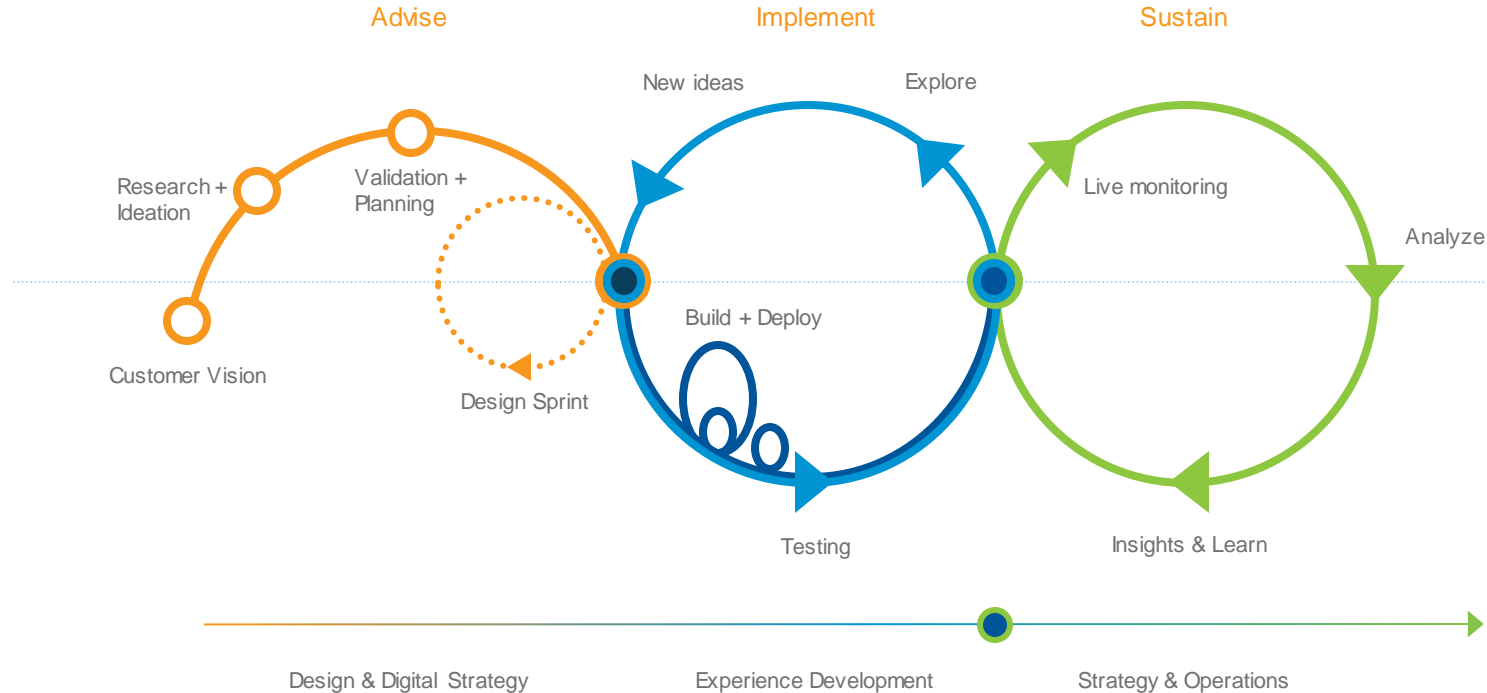 Advise
Implement
Sustain
New ideas
Explore
Research +
Ideation
Validation +
Planning
Live monitoring
Analyze
Build + Deploy
Customer Vision
Design Sprint
Testing
Insights & Learn
Design & Digital Strategy
Experience Development
Strategy & Operations